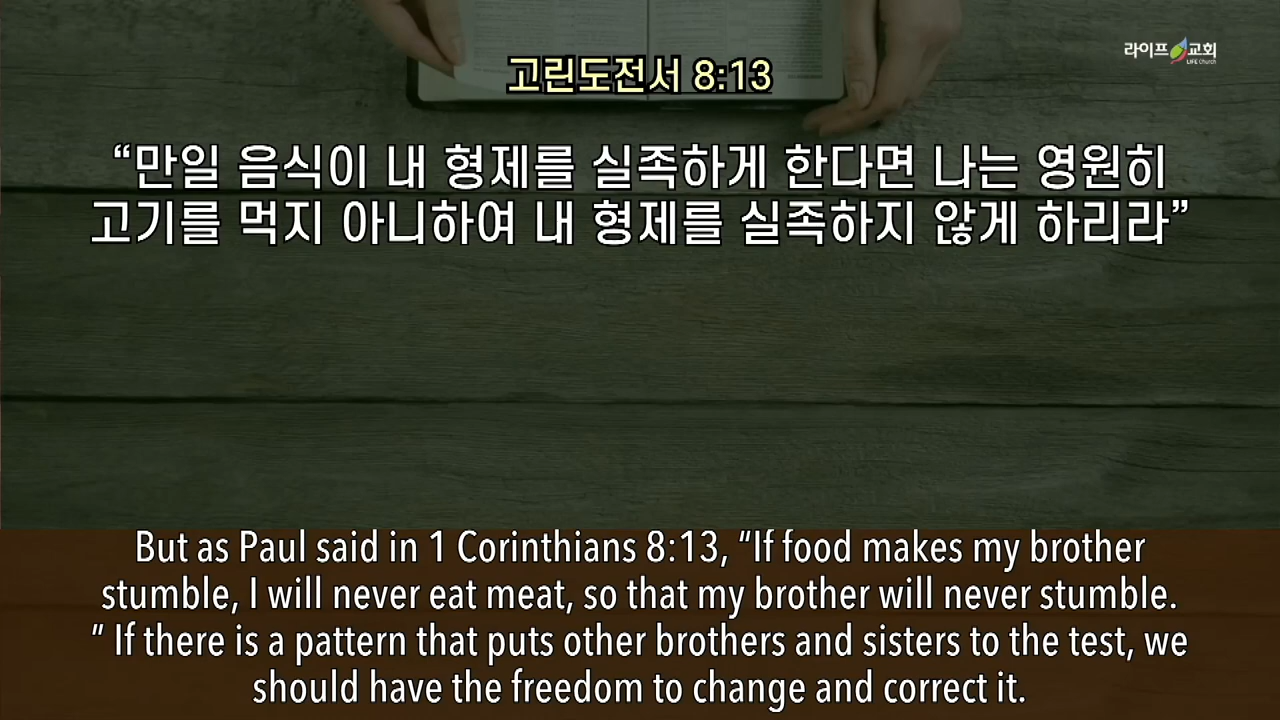 라이프 교회
LIFE Church
고린도전서 8:13
“만일 음식이 내 형제를 실족하게 한다면 나는 영원히
고기를 먹지 아니하여 내 형제를 실족하지 않게 하리라”
But as Paul said in 1 Corinthians 8:13, “If food makes my brother
stumble, I will never eat meat, so that my brother will never stumble.
” If there is a pattern that puts other brothers and sisters to the test, we
should have the freedom to change and correct it.